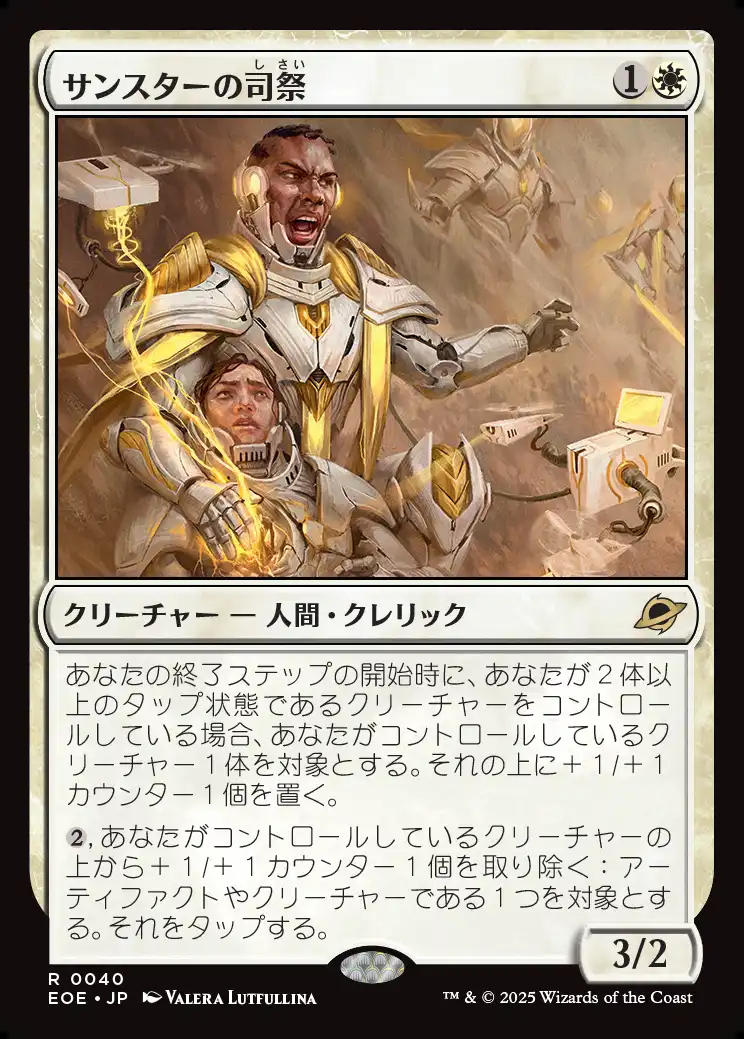 サンスターの司祭
しさい
1
クリーチャー — 人間・クレリック
あなたの終了ステップの開始時に、あなたが２体以
上のタップ状態であるクリーチャーをコントロー
ルしている場合、あなたがコントロールしているク
リーチャー１体を対象とする。それの上に＋１/＋１
カウンター１個を置く。
2,あなたがコントロールしているクリーチャーの
上から＋１/＋１カウンター１個を取り除く：アー
ティファクトやクリーチャーである１つを対象とす
る。それをタップする。
3/2
R 0040
EOE • JP VALERA LUTFULLINA
™ & © 2025 Wizards of the Coast